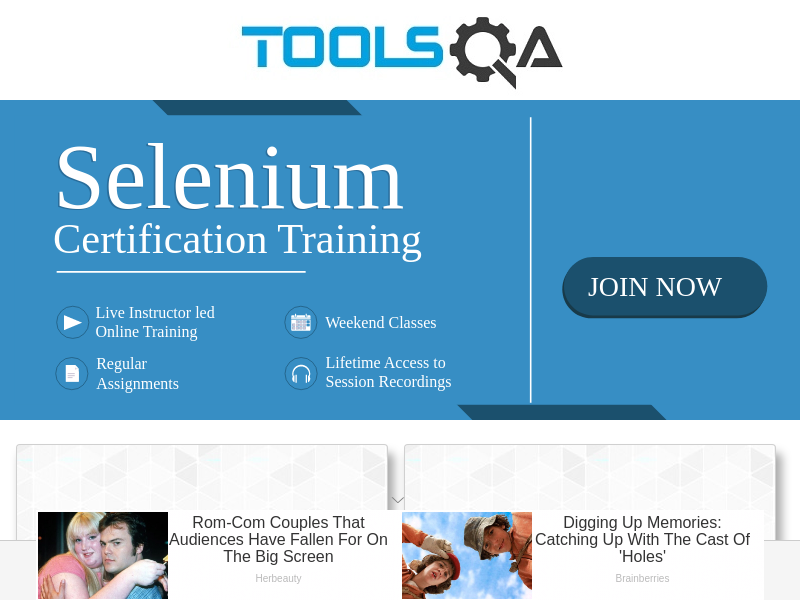 TOOLSQA
Selenium
Certification Training
JOIN NOW
Live Instructor led
Online Training
Weekend Classes
Regular
Assignments
Lifetime Access to
Session Recordings
Rom-Com Couples That
Audiences Have Fallen For On
The Big Screen
Herbeauty
Digging Up Memories:
Catching Up With The Cast Of
'Holes'
Brainberries